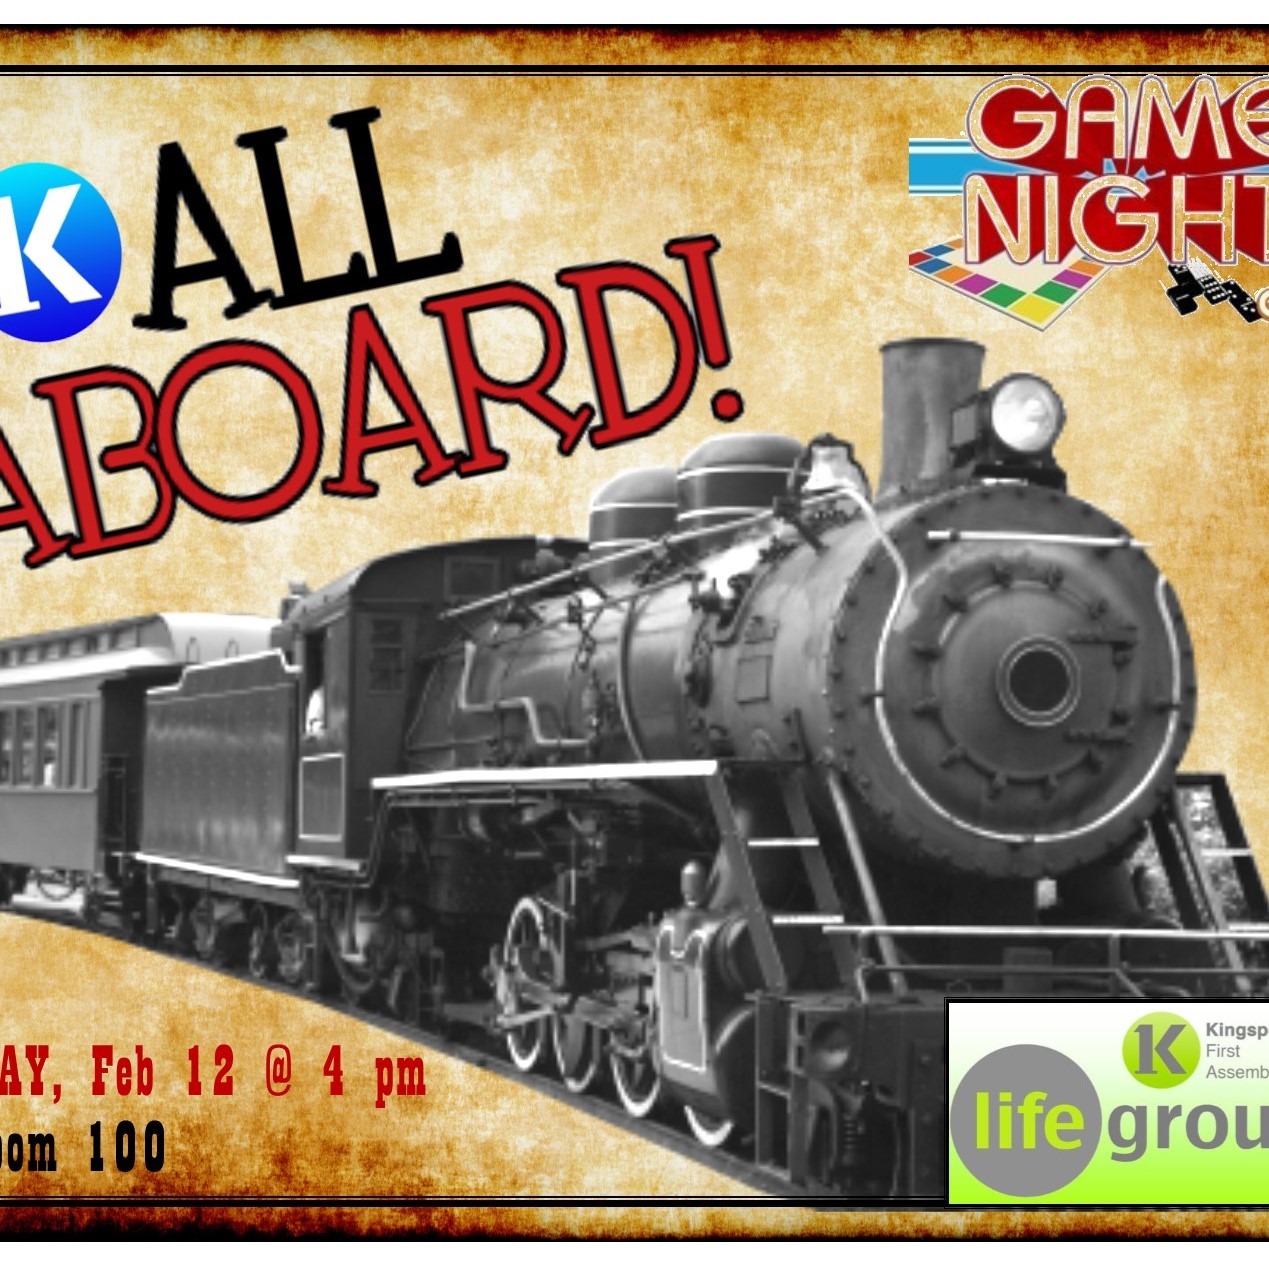 K
ALL
ABOARD!
GAME
NIGHT
AY, Feb 12 @ 4 pm
oom 100
K
Kingsp
First
Assemb
life grou